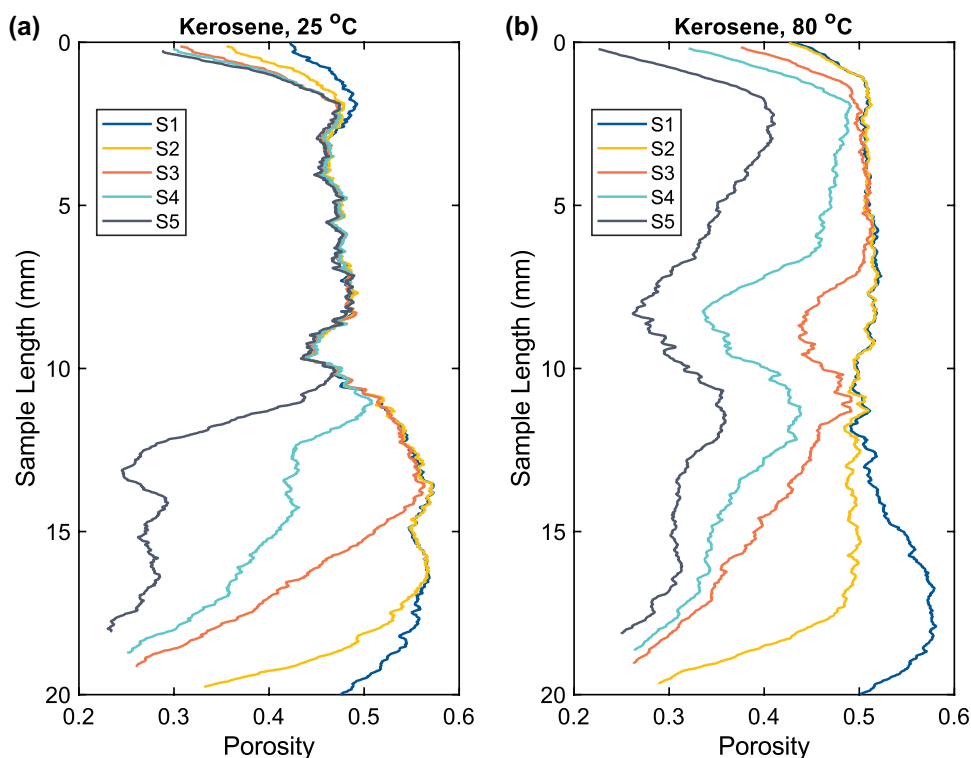 (a) Kerosene, 25 °C
0
5
10
15
20
Sample Length (mm)
S1
S2
S3
S4
S5
0.2 0.3 0.4 0.5 0.6
Porosity
(b) Kerosene, 80 °C
0
5
10
15
20
Sample Length (mm)
S1
S2
S3
S4
S5
0.2 0.3 0.4 0.5 0.6
Porosity